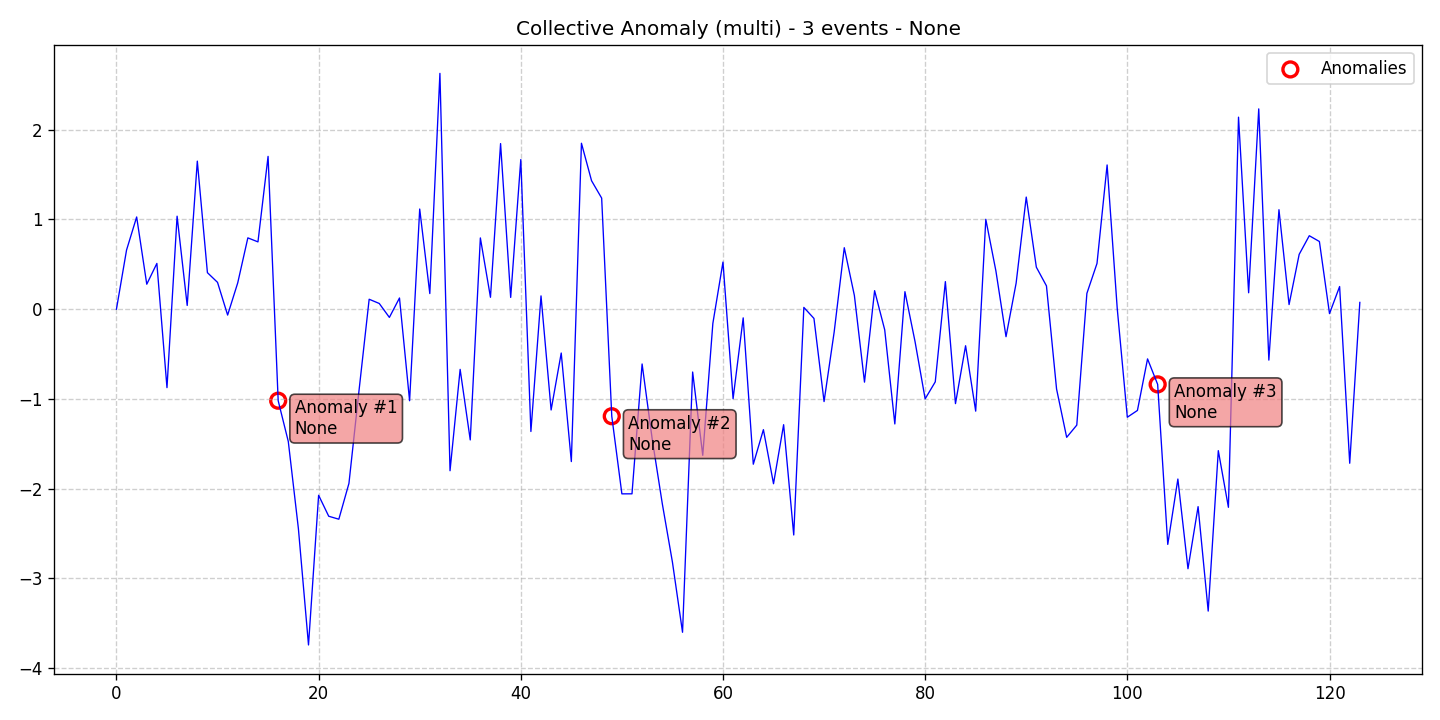 Collective Anomaly (multi) - 3 events - None
Anomalies
2
1
0
−1
−2
−3
−4
Anomaly #1
None
Anomaly #2
None
Anomaly #3
None
0 20 40 60 80 100 120